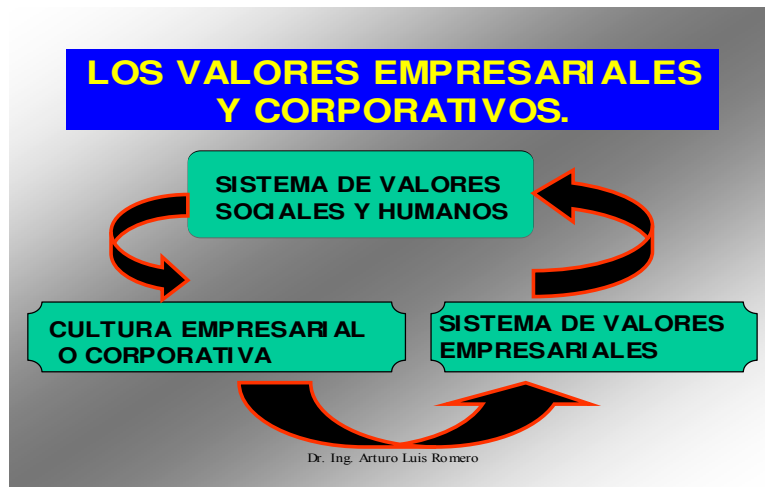 LOS VALORES EMPRESARIALES
Y CORPORATIVOS.
SISTEMA DE VALORES
SOCIALES Y HUMANOS
CULTURA EMPRESARIAL
O CORPORATIVA
SISTEMA DE VALORES
EMPRESARIALES
Dr. Ing. Arturo Luis Romero